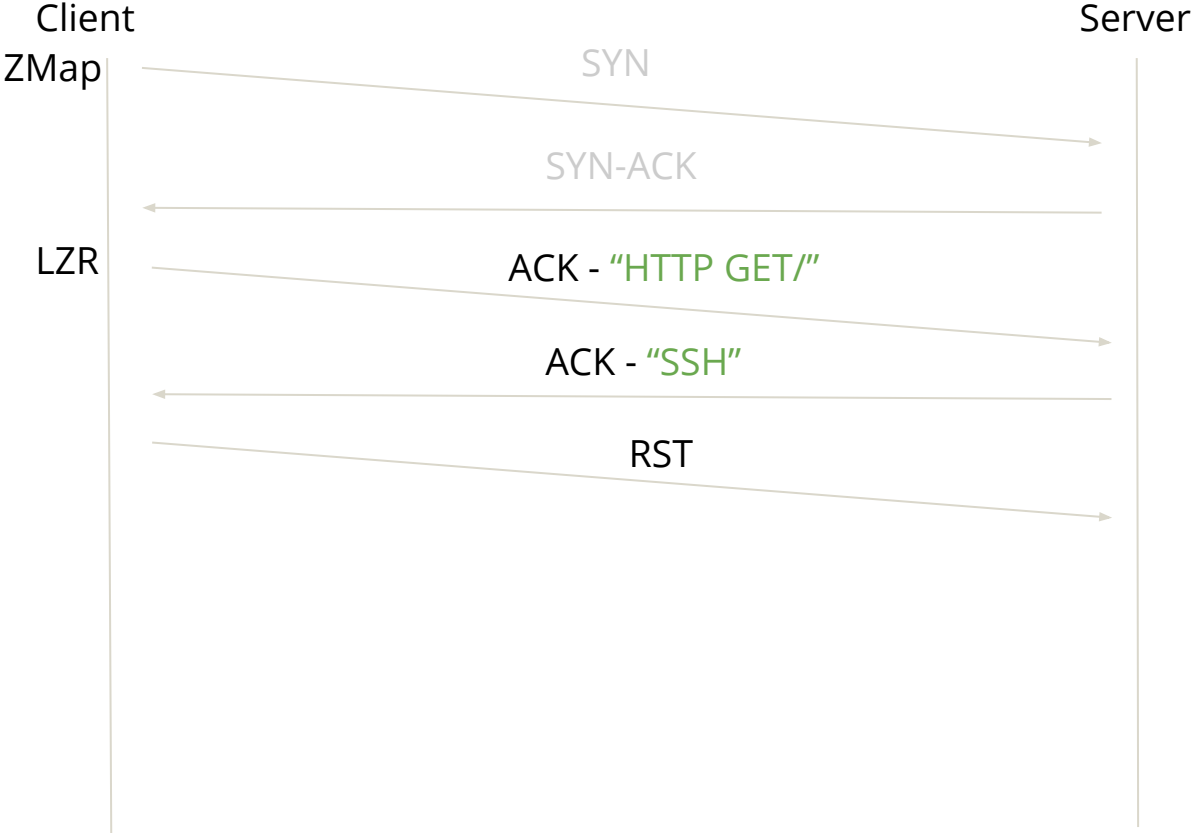 Client
Server
ZMap
SYN
SYN-ACK
LZR
ACK - “HTTP GET/”
ACK - “SSH”
RST